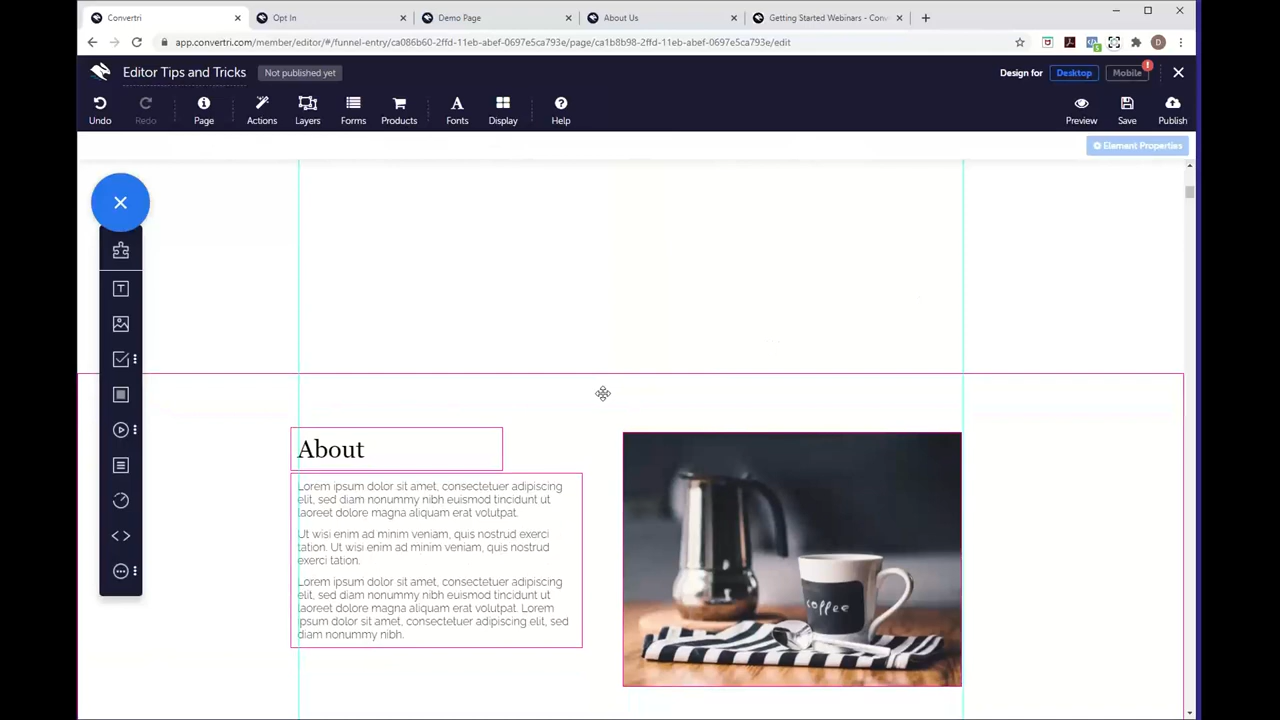 Convertri
Opt In
Demo Page
About Us
Getting Started Webinars - Conv
app.convertri.com/member/editor/#/funnel-entry/ca086b60-2ffd-11eb-abef-0697e5ca793e/page/ca1b8b98-2ffd-11eb-abef-0697e5ca793e/edit
5
D
Editor Tips and Tricks
Not published yet
Design for
Desktop
Mobile
!
Undo
Redo
Page
Actions
Layers
Forms
Products
Fonts
Display
Help
Preview
Save
Publish
Element Properties
T
About
Lorem ipsum dolor sit amet, consectetuer adipiscing
elit, sed diam nonummy nibh euismod tincidunt ut
laoreet dolore magna aliquam erat volutpat.
Ut wisi enim ad minim veniam, quis nostrud exerci
tation. Ut wisi enim ad minim veniam, quis nostrud
exerci tation.
Lorem ipsum dolor sit amet, consectetuer adipiscing
elit, sed diam nonummy nibh euismod tincidunt ut
laoreet dolore magna aliquam erat volutpat. Lorem
ipsum dolor sit amet, consectetuer adipiscing elit, sed
diam nonummy nibh.
coffee